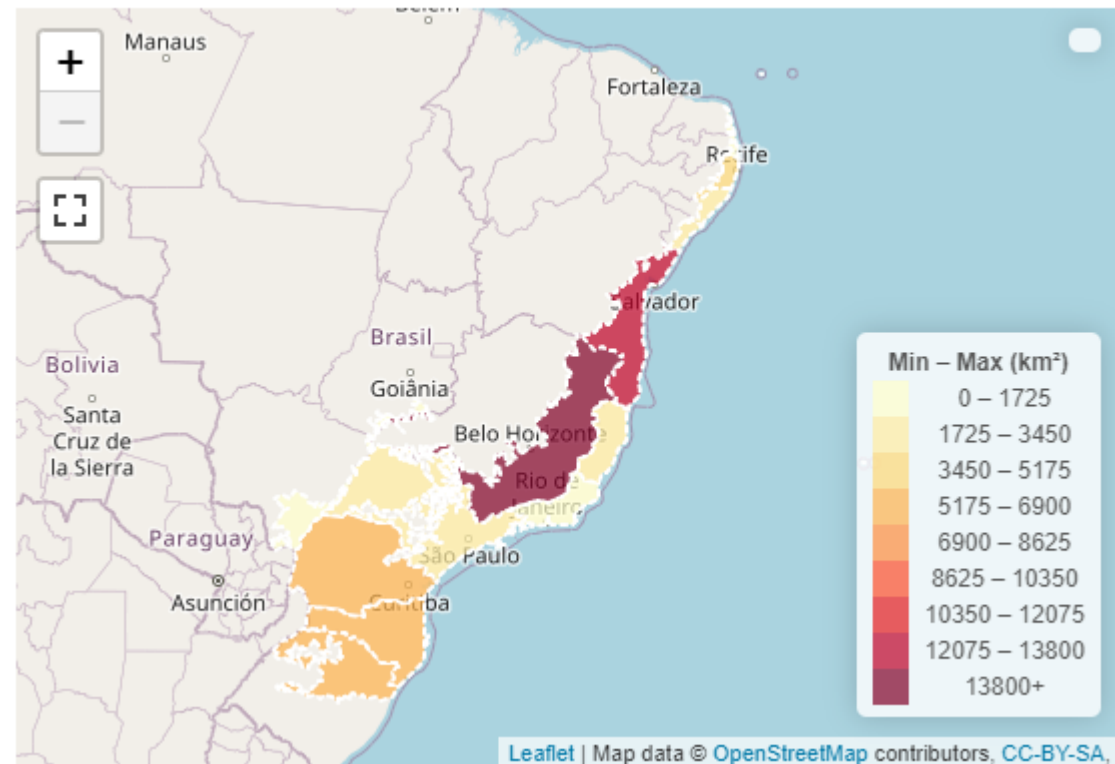 Belém
Manaus
+
−
Fortaleza
Recife
Salvador
Brasil
Bolivia
Goiânia
Santa
Cruz de
la Sierra
Belo Horizonte
Rio de
Janeiro
Paraguay
São Paulo
Asunción
Curitiba
Min – Max (km²)
0 – 1725
1725 – 3450
3450 – 5175
5175 – 6900
6900 – 8625
8625 – 10350
10350 – 12075
12075 – 13800
13800+
Leaflet | Map data © OpenStreetMap contributors, CC-BY-SA,